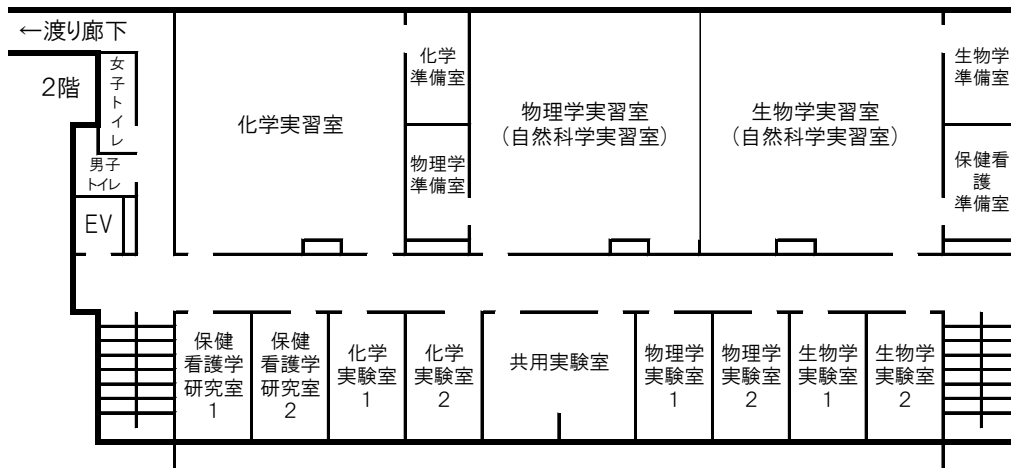 ←渡り廊下
2階
女子トイレ
男子
トイレ
EV
化学実習室
化学
準備室
物理学
準備室
物理学実習室
（自然科学実習室）
生物学実習室
（自然科学実習室）
生物学
準備室
保健看
護
準備室
保健
看護学
研究室
1
保健
看護学
研究室
2
化学
実験室
1
化学
実験室
2
共用実験室
物理学
実験室
1
物理学
実験室
2
生物学
実験室
1
生物学
実験室
2